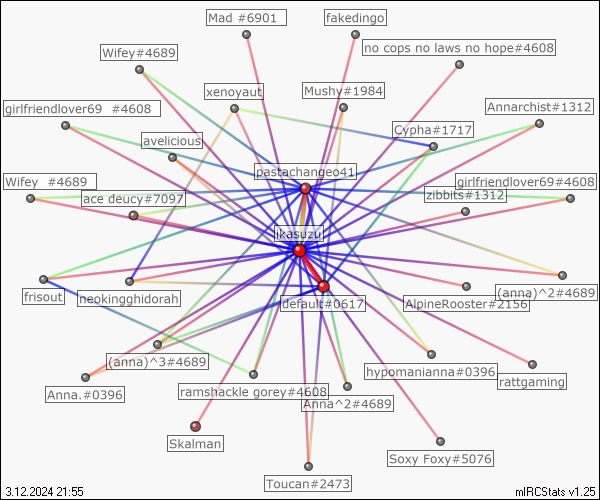 Mad #6901
fakedingo
no cops no laws no hope#4608
Wifey#4689
xenoyaut
Mushy#1984
girlfriendlover69  #4608
Annarchist#1312
Cypha#1717
avelicious
pastachangeo41
Wifey  #4689
girlfriendlover69#4608
ace deucy#7097
zibbits#1312
ikasuzu
frisout
neokingghidorah
default#0617
AlpineRooster#2156
(anna)^2#4689
(anna)^3#4689
hypomanianna#0396
rattgaming
Anna.#0396
ramshackle gorey#4608
Anna^2#4689
Skalman
Soxy Foxy#5076
Toucan#2473
3.12.2024 21:55
mIRCStats v1.25